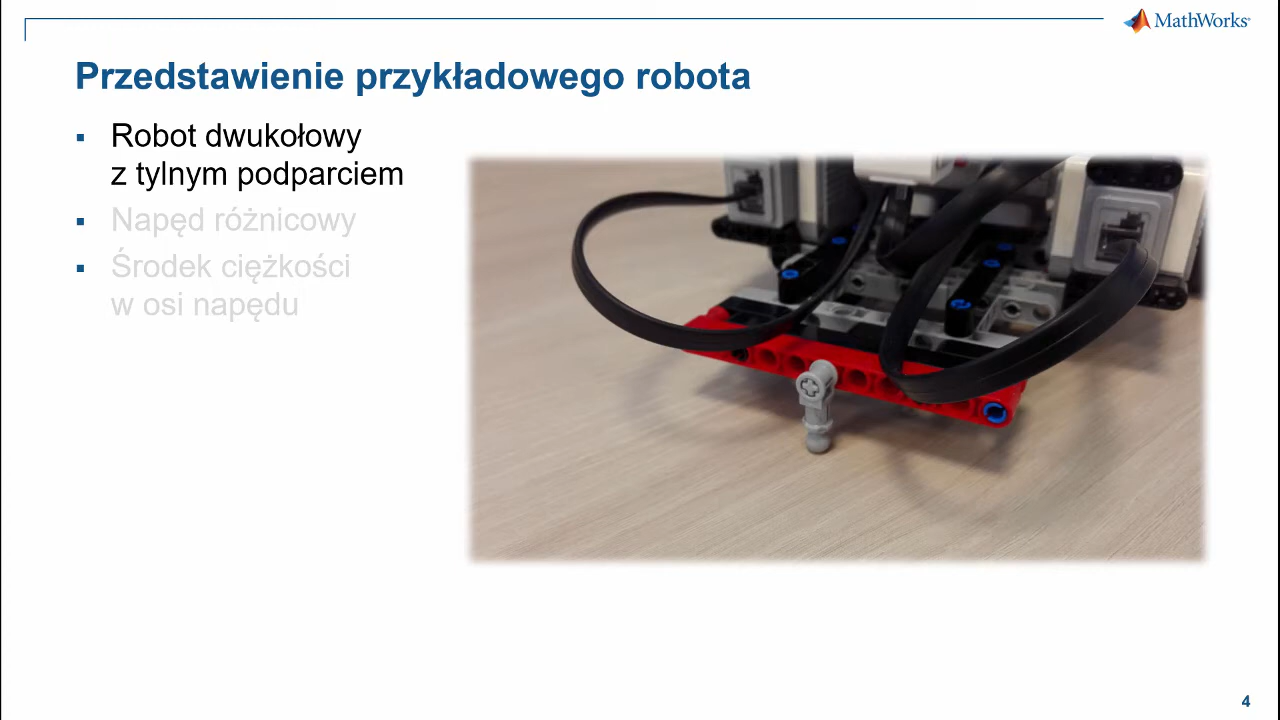 MathWorks®
Przedstawienie przykładowego robota
Robot dwukołowy
z tylnym podparciem
Napęd różnicowy
Środek ciężkości
w osi napędu
4